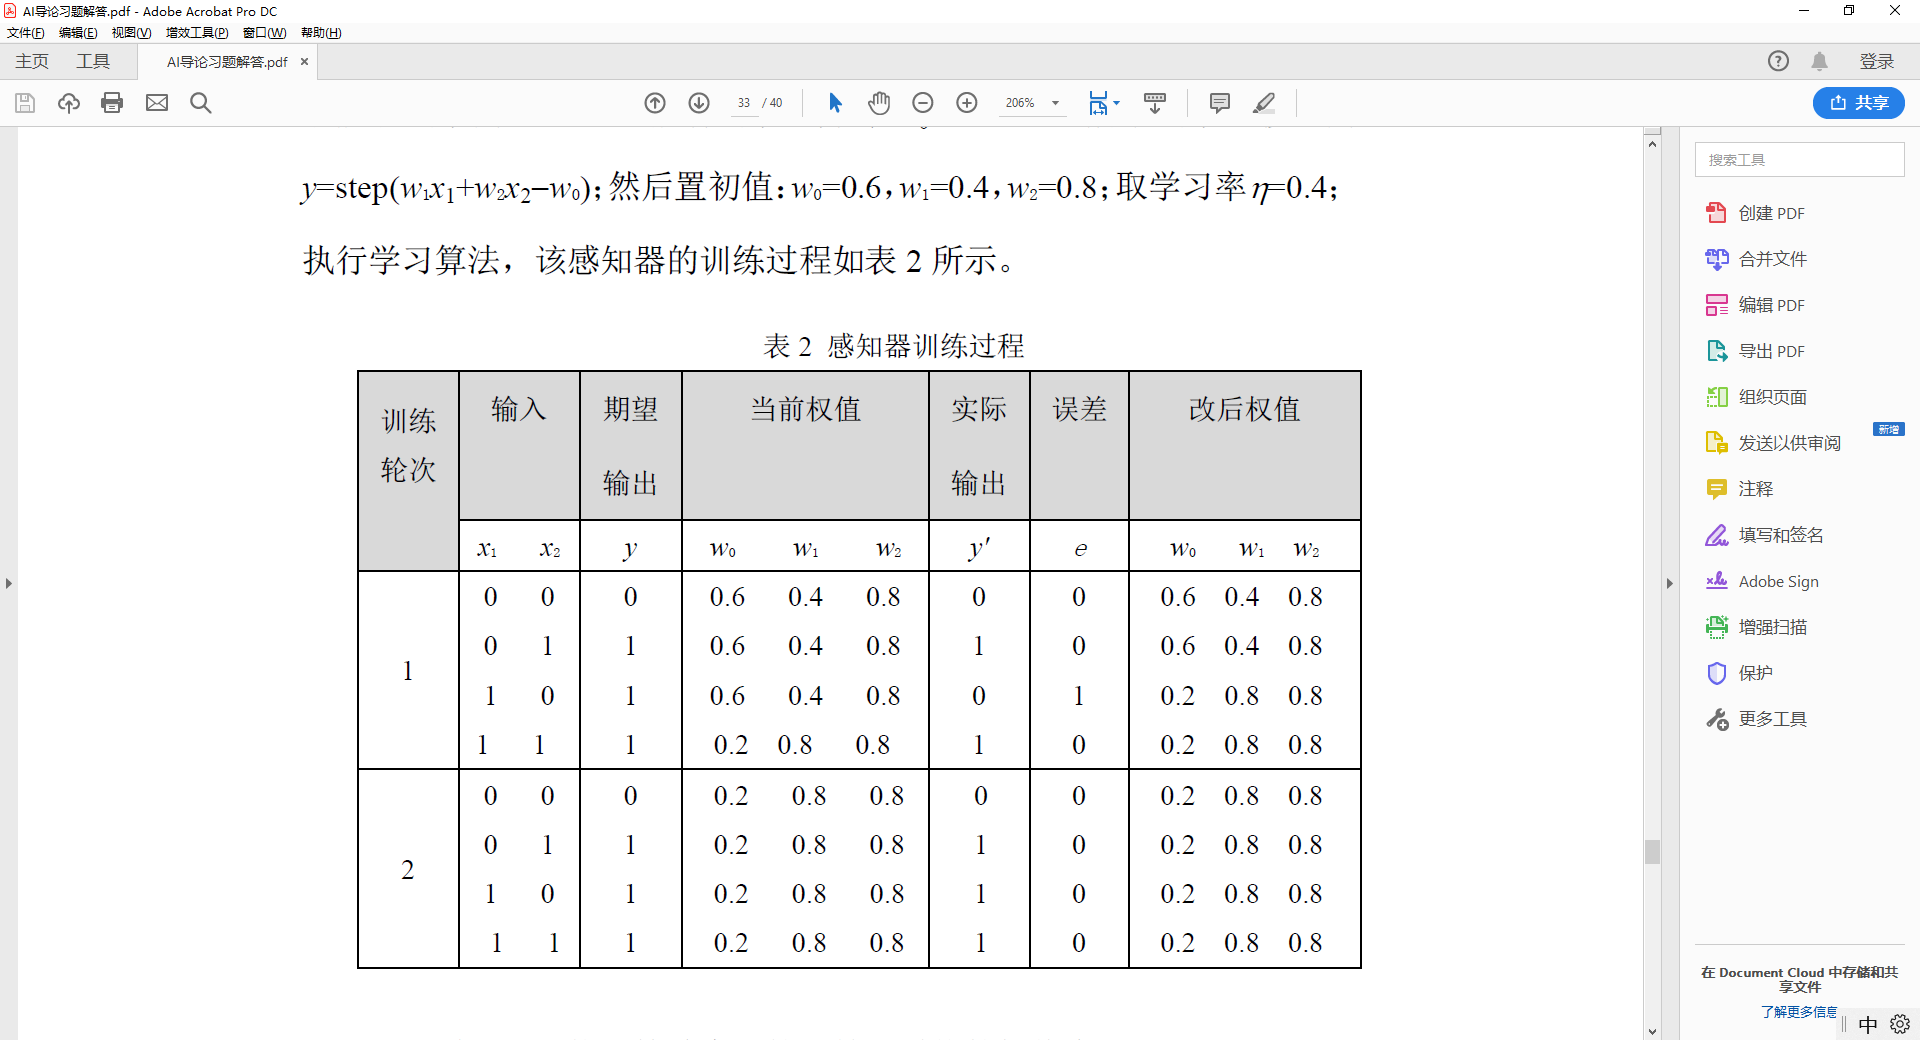 AI导论习题解答.pdf - Adobe Acrobat Pro DC
文件(F) 编辑(E) 视图(V) 增效工具(P) 窗口(W) 帮助(H)
主页 工具 AI导论习题解答.pdf × 登录
33 / 40 206% 共享
y=step(w₁x₁+w₂x₂−w₀);然后置初值:w₀=0.6,w₁=0.4,w₂=0.8;取学习率η=0.4;
执行学习算法，该感知器的训练过程如表 2 所示。
表 2 感知器训练过程
训练 输入 期望 当前权值 实际 误差 改后权值
轮次 输出 输出
x₁ x₂ y w₀ w₁ w₂ y′ e w₀ w₁ w₂
0 0 0 0.6 0.4 0.8 0 0 0.6 0.4 0.8
0 1 1 0.6 0.4 0.8 1 0 0.6 0.4 0.8
1
1 0 1 0.6 0.4 0.8 0 1 0.2 0.8 0.8
1 1 1 0.2 0.8 0.8 1 0 0.2 0.8 0.8
0 0 0 0.2 0.8 0.8 0 0 0.2 0.8 0.8
0 1 1 0.2 0.8 0.8 1 0 0.2 0.8 0.8
2
1 0 1 0.2 0.8 0.8 1 0 0.2 0.8 0.8
1 1 1 0.2 0.8 0.8 1 0 0.2 0.8 0.8
搜索工具
创建 PDF
合并文件
编辑 PDF
导出 PDF
组织页面
发送以供审阅 新增
注释
填写和签名
Adobe Sign
增强扫描
保护
更多工具
在 Document Cloud 中存储和共
享文件
了解更多信息
中